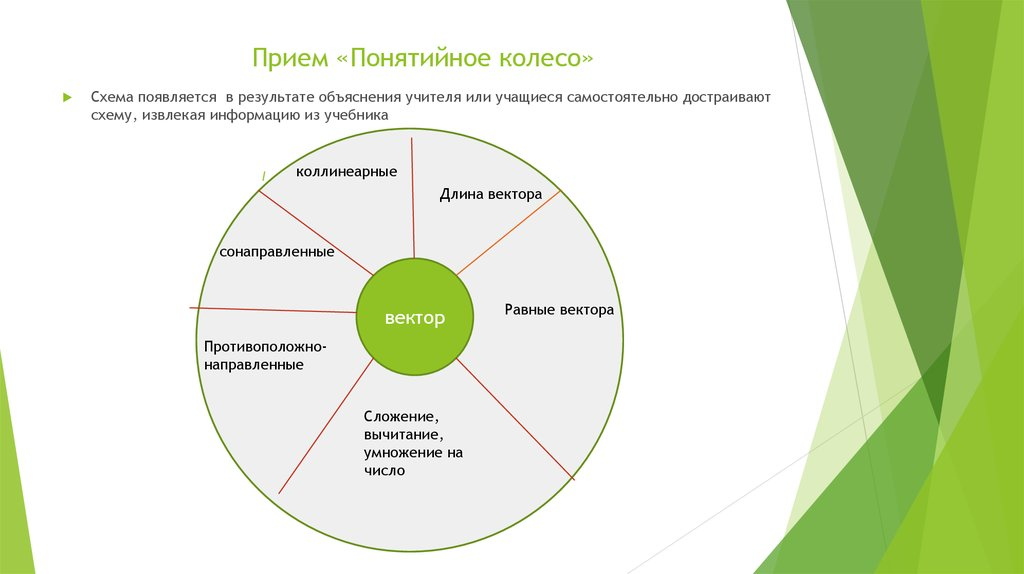 Прием «Понятийное колесо»
Схема появляется в результате объяснения учителя или учащиеся самостоятельно достраивают
схему, извлекая информацию из учебника
l
коллинеарные
Длина вектора
сонаправленные
вектор
Равные вектора
Противоположно-
направленные
Сложение,
вычитание,
умножение на
число